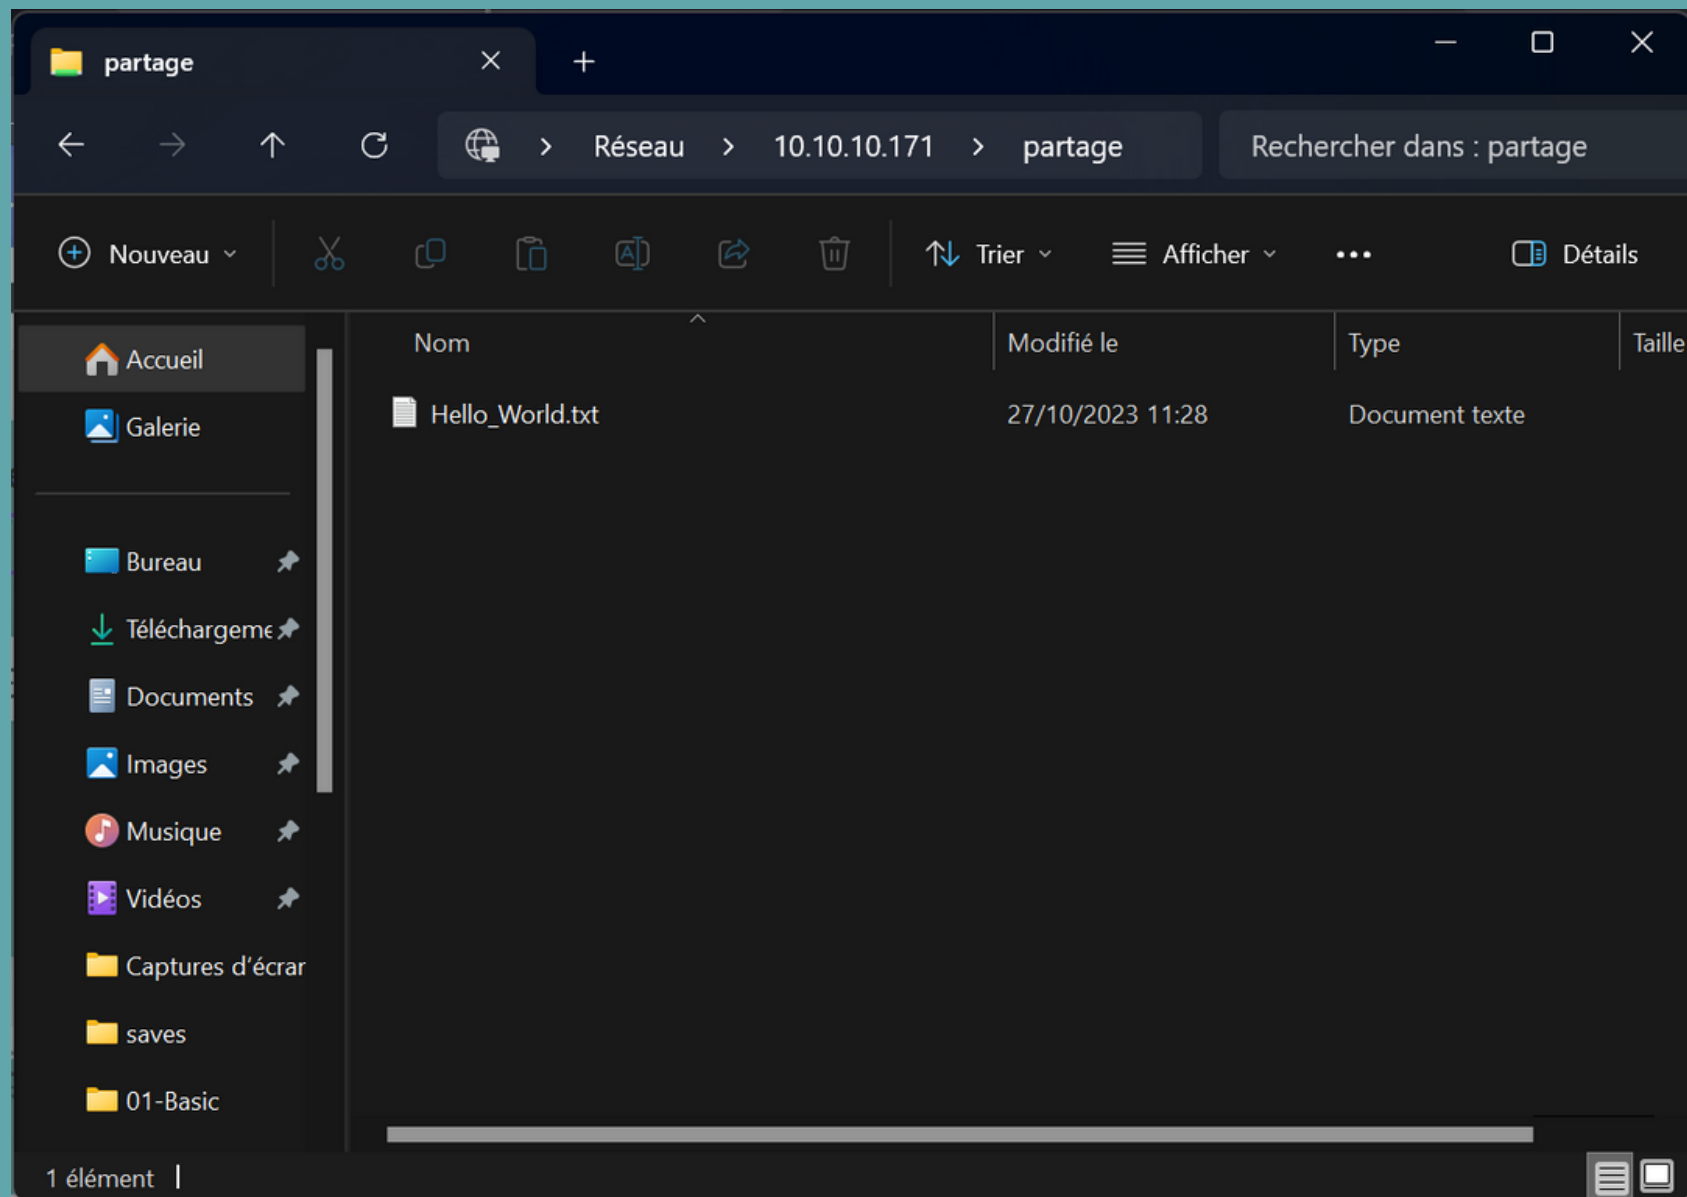 partage
Réseau > 10.10.10.171 > partage
Rechercher dans : partage
Nouveau
Trier
Afficher
Détails
Accueil
Galerie
Bureau
Téléchargeme
Documents
Images
Musique
Vidéos
Captures d'écrar
saves
01-Basic
Nom Modifié le Type Taille
Hello_World.txt 27/10/2023 11:28 Document texte
1 élément